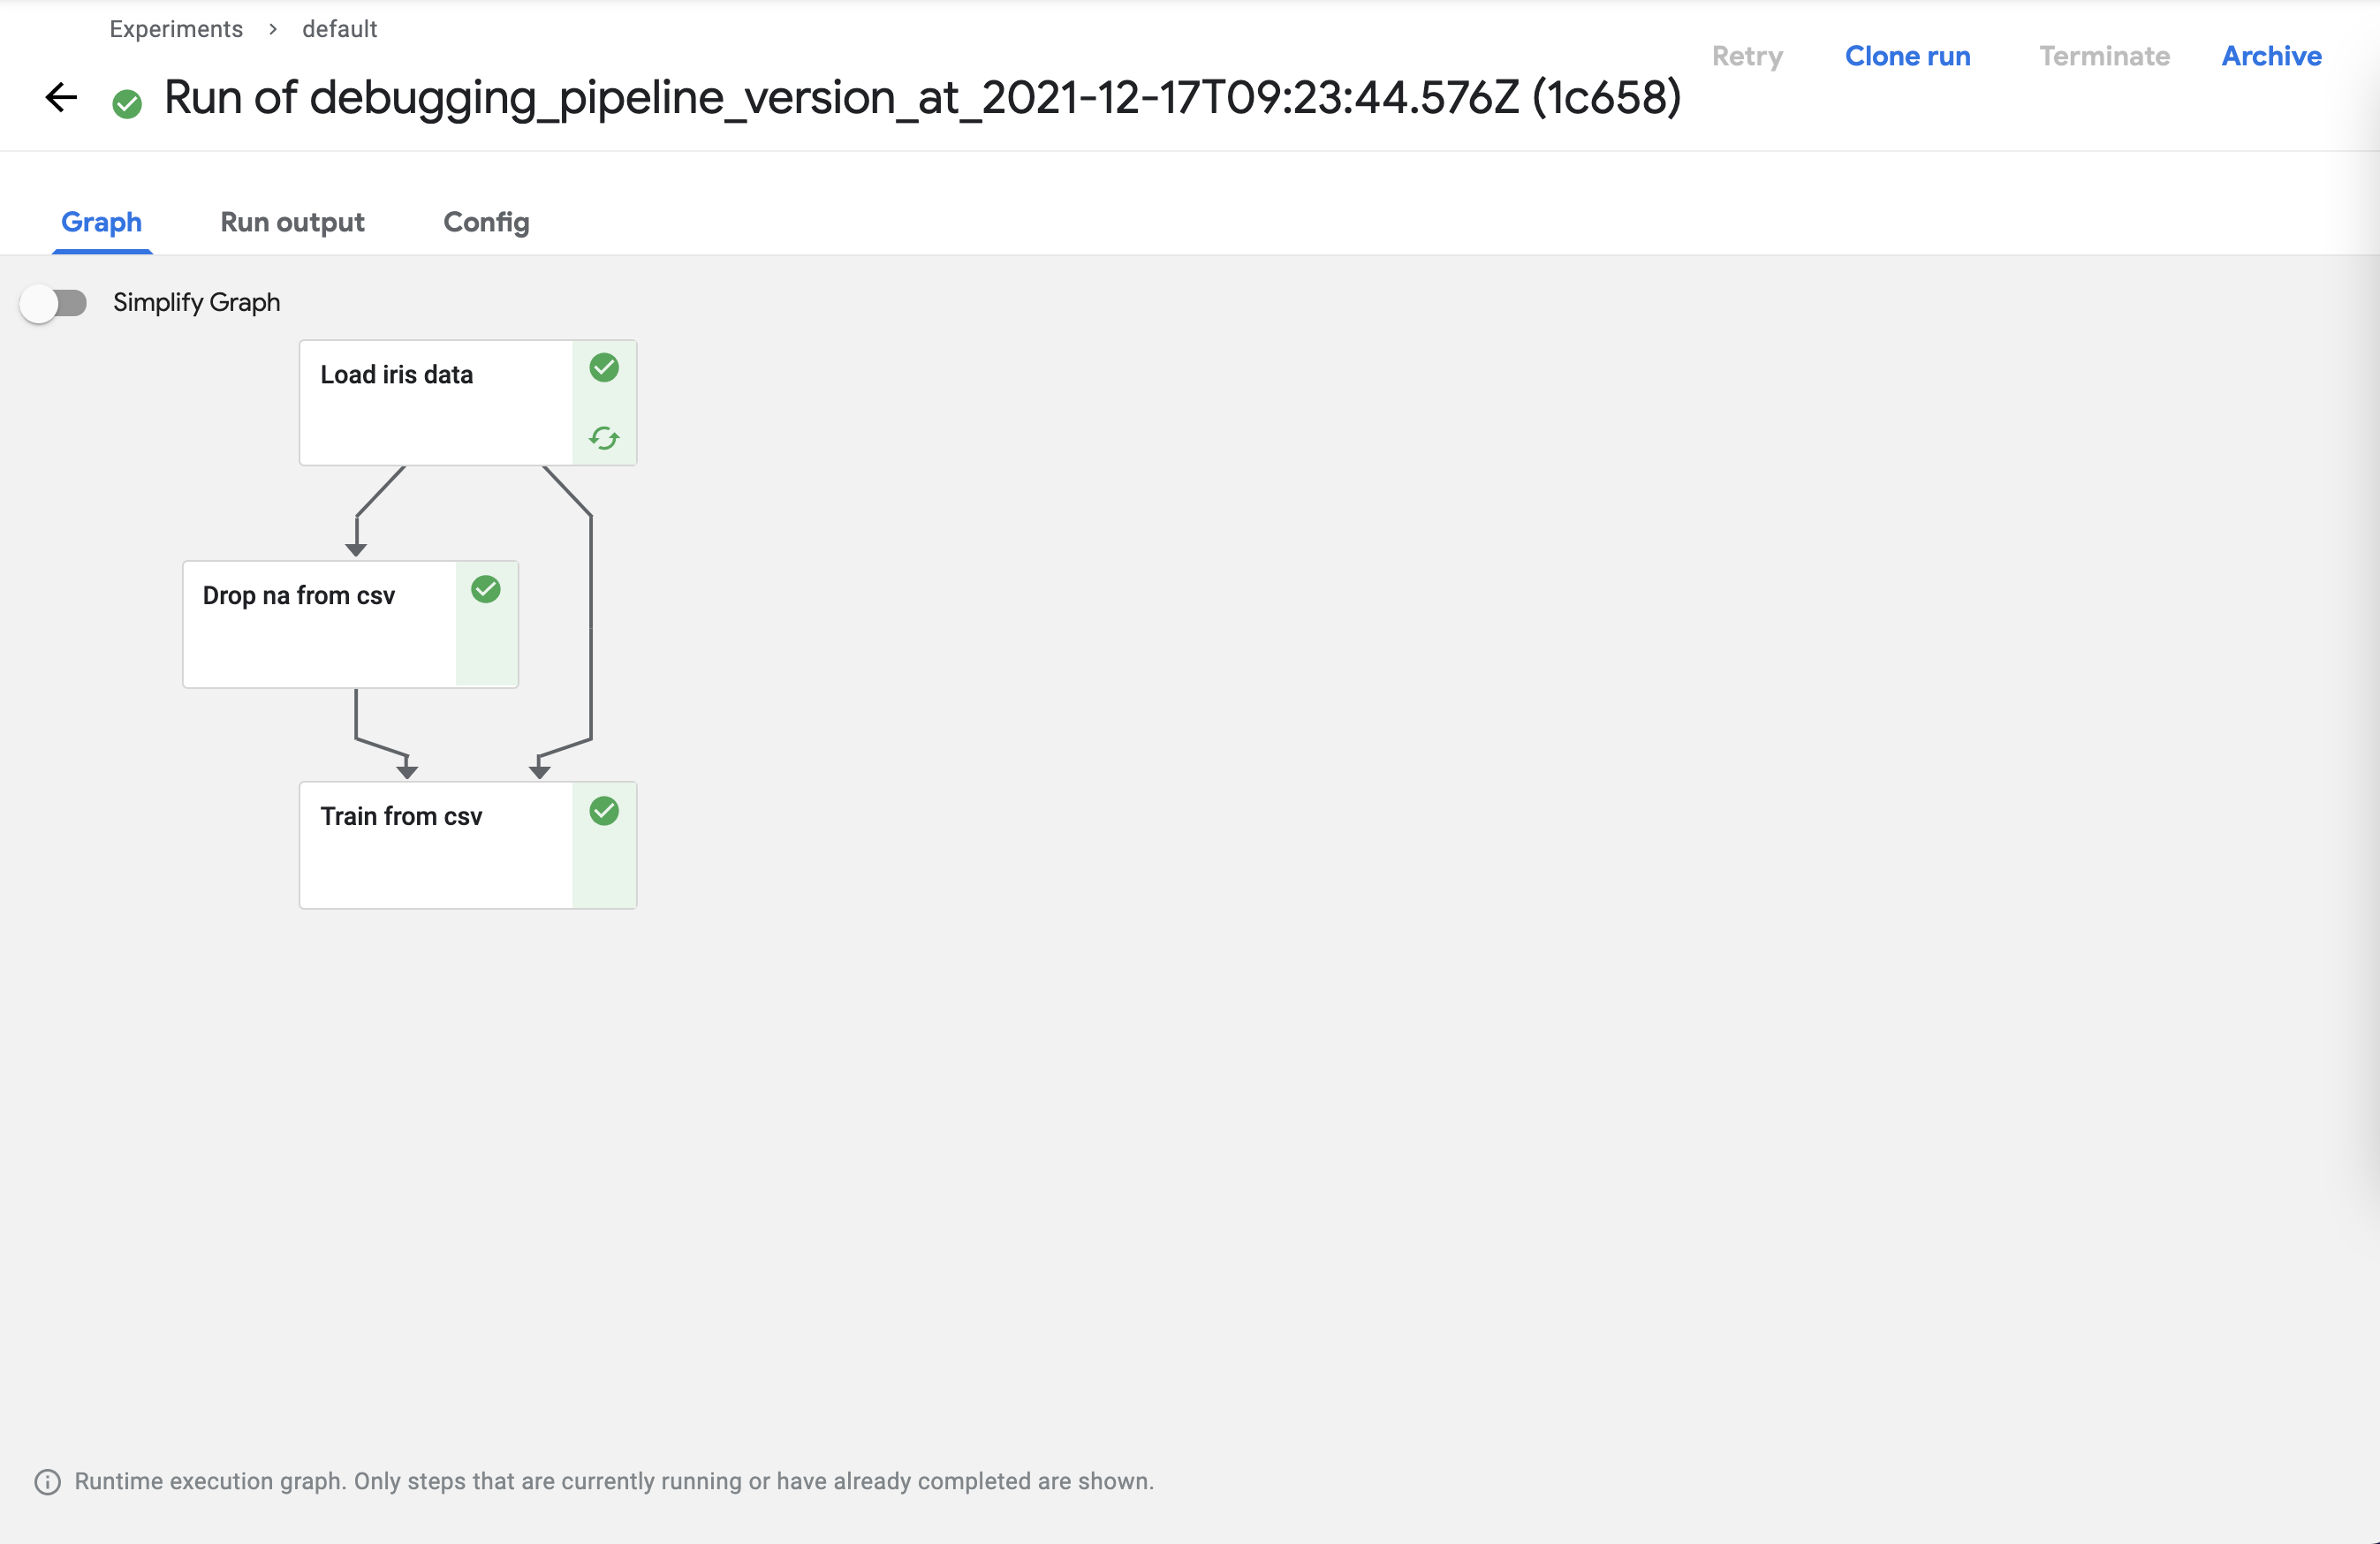 Experiments > default
Retry
Clone run
Terminate
Archive
Run of debugging_pipeline_version_at_2021-12-17T09:23:44.576Z (1c658)
Graph
Run output
Config
Simplify Graph
Load iris data
Drop na from csv
Train from csv
Runtime execution graph. Only steps that are currently running or have already completed are shown.